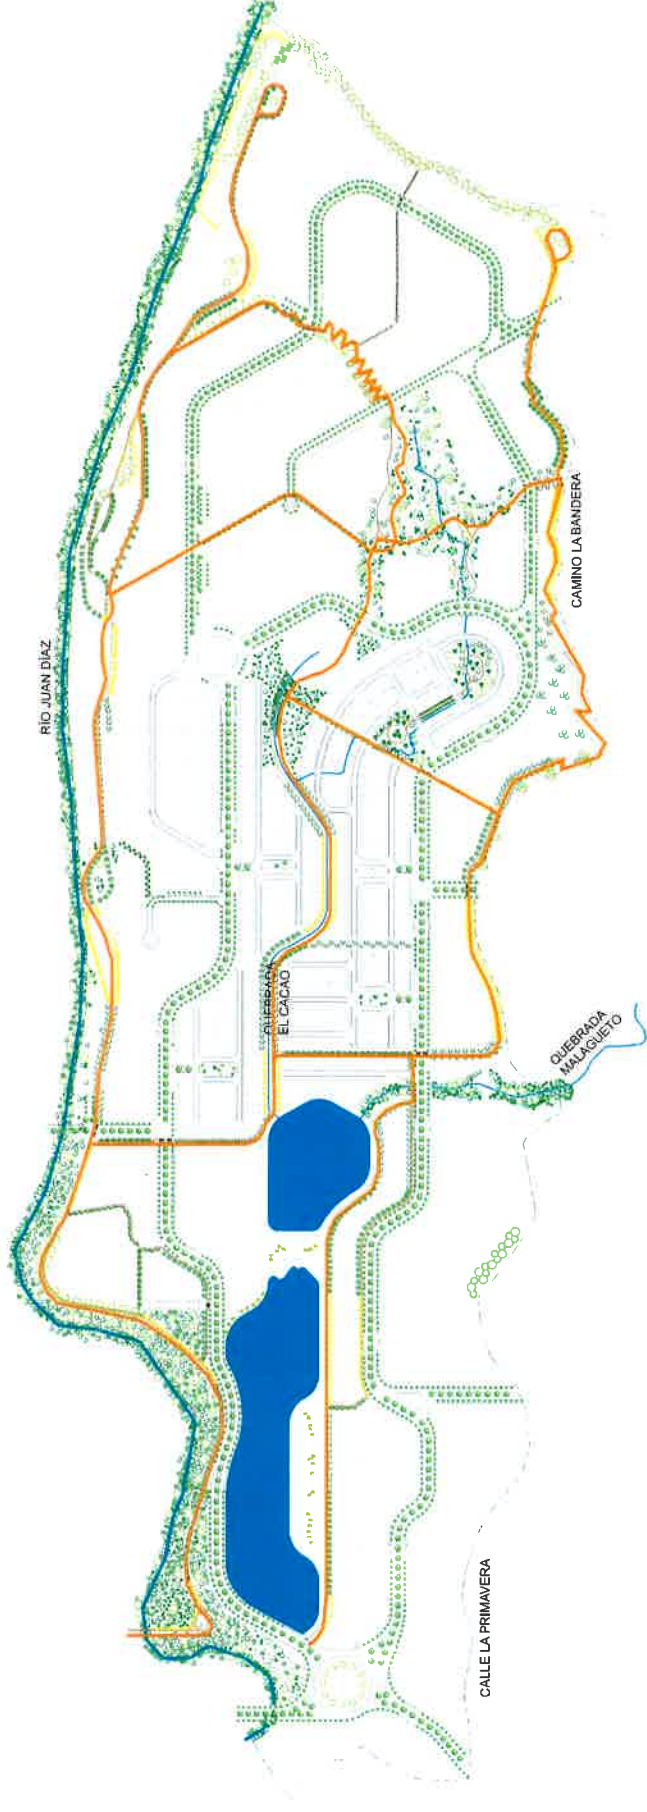 RÍO JUAN DÍAZ
CAMINO LA BANDERA
QUEBRADA
EL CACAO
QUEBRADA
MALAGUETO
CALLE LA PRIMAVERA